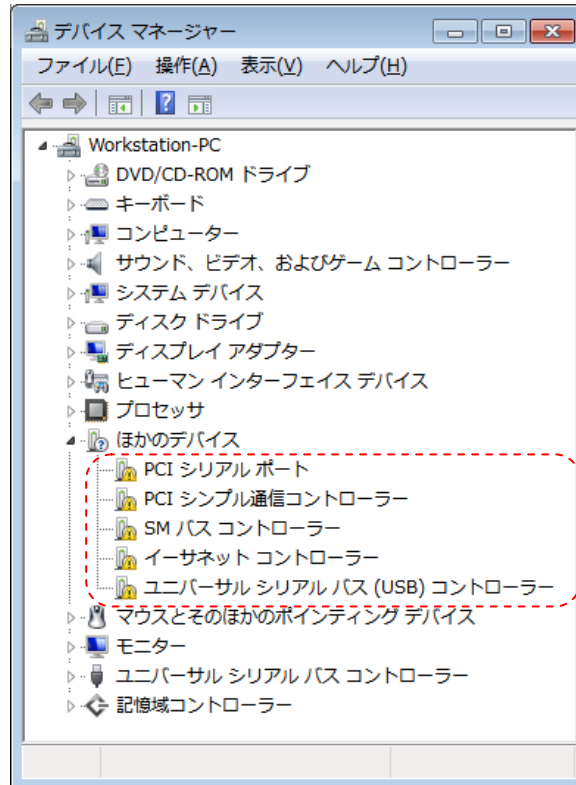 デバイス マネージャー
ファイル(F) 操作(A) 表示(V) ヘルプ(H)
Workstation-PC
DVD/CD-ROM ドライブ
キーボード
コンピューター
サウンド、ビデオ、およびゲーム コントローラー
システム デバイス
ディスク ドライブ
ディスプレイ アダプター
ヒューマン インターフェイス デバイス
プロセッサ
ほかのデバイス
PCI シリアル ポート
PCI シンプル通信コントローラー
SM バス コントローラー
イーサネット コントローラー
ユニバーサル シリアル バス (USB) コントローラー
マウスとそのほかのポインティング デバイス
モニター
ユニバーサル シリアル バス コントローラー
記憶域コントローラー